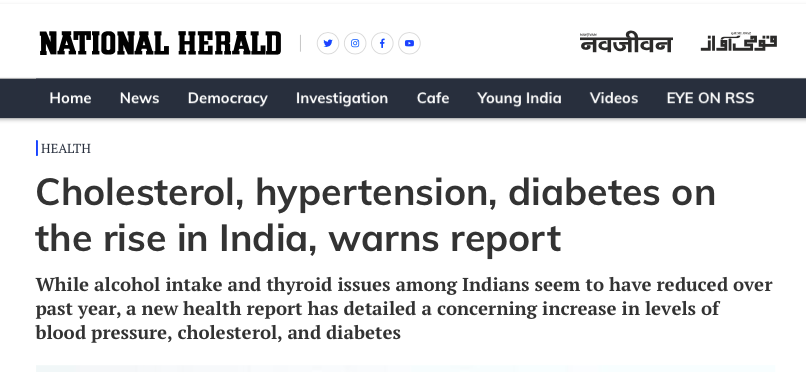 NATIONAL HERALD
नवजीवन
قومی آواز
Home News Democracy Investigation Cafe Young India Videos EYE ON RSS
HEALTH
Cholesterol, hypertension, diabetes on
the rise in India, warns report
While alcohol intake and thyroid issues among Indians seem to have reduced over
past year, a new health report has detailed a concerning increase in levels of
blood pressure, cholesterol, and diabetes